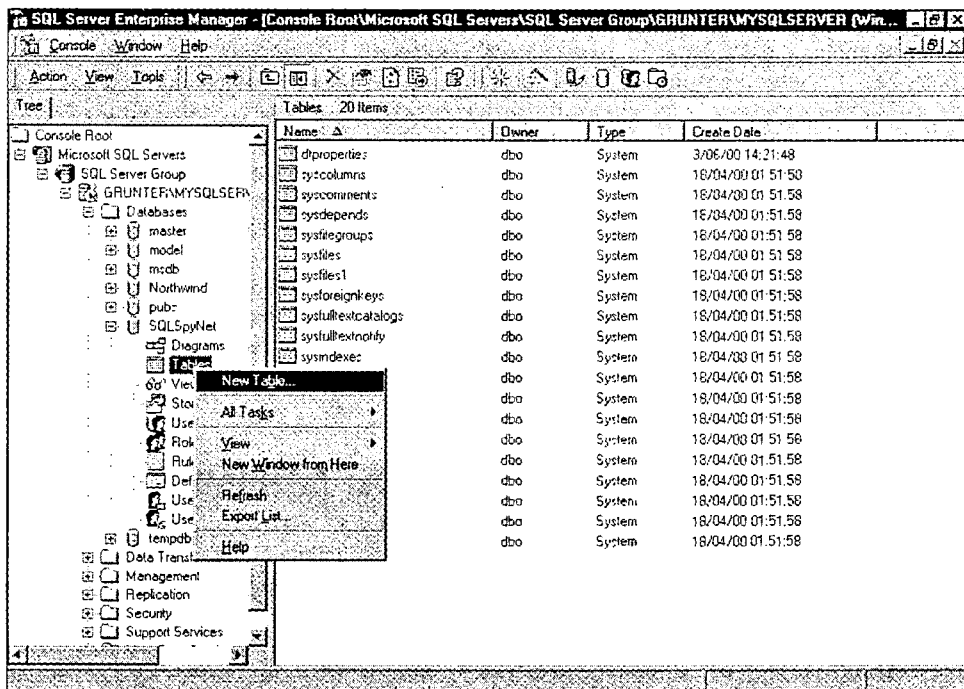 SQL Server Enterprise Manager - [Console Root\Microsoft SQL Servers\SQL Server Group\GRUNTER\MYSQLSERVER (Win...
Console Window Help
Action View Tools
Tree
Tables 20 Items
Console Root
Microsoft SQL Servers
SQL Server Group
GRUNTER\MYSQLSER
Databases
master
model
msdb
Northwind
pubs
SQLSpyNet
Diagrams
Tables
Vie
Stor
Use
Role
Rul
Def
Use
Use
tempdb
Data Transf
Management
Replication
Security
Support Services
New Table...
All Tasks
View
New Window from Here
Refresh
Export List...
Help
Name Owner Type Create Date
dtproperties dbo System 3/06/00 14:21:48
syscolumns dbo System 18/04/00 01:51:58
syscomments dbo System 18/04/00 01:51:58
sysdepends dbo System 18/04/00 01:51:58
sysfilegroups dbo System 18/04/00 01:51:58
sysfiles dbo System 18/04/00 01:51:58
sysfiles1 dbo System 18/04/00 01:51:58
sysforeignkeys dbo System 18/04/00 01:51:58
sysfulltextcatalogs dbo System 18/04/00 01:51:58
sysfulltextnotify dbo System 18/04/00 01:51:58
sysindexes dbo System 18/04/00 01:51:58
dbo System 18/04/00 01:51:58
dbo System 18/04/00 01:51:58
dbo System 18/04/00 01:51:58
dbo System 18/04/00 01:51:58
dbo System 18/04/00 01:51:58
dbo System 18/04/00 01:51:58
dbo System 18/04/00 01:51:58
dbo System 18/04/00 01:51:58
dbo System 18/04/00 01:51:58